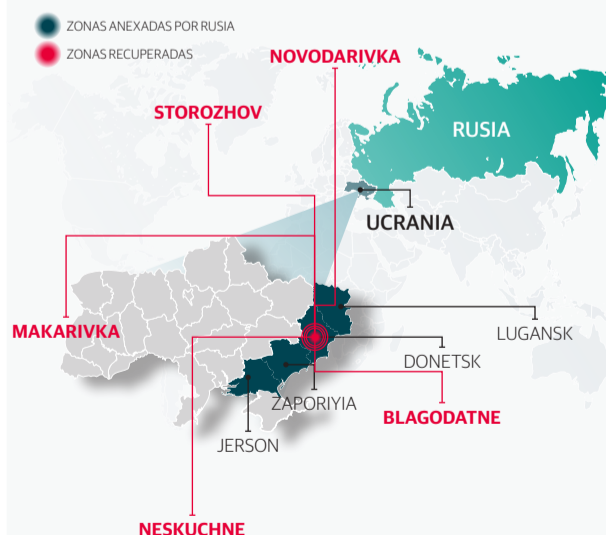 ZONAS ANEXADAS POR RUSIA
ZONAS RECUPERADAS
NOVODARIVKA
STOROZHOV
RUSIA
UCRANIA
MAKARIVKA
LUGANSK
DONETSK
ZAPORIYIA
BLAGODATNE
JERSON
NESKUCHNE